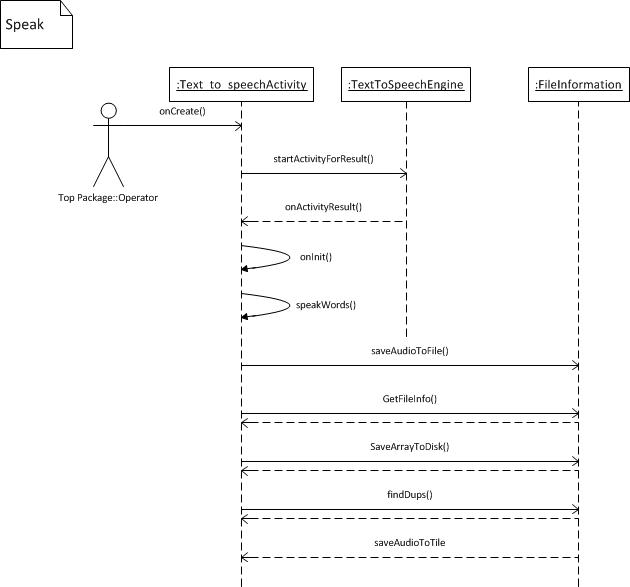 Speak
:Text_to_speechActivity
:TextToSpeechEngine
:FileInformation
onCreate()
startActivityForResult()
Top Package::Operator
onActivityResult()
onInit()
speakWords()
saveAudioToFile()
GetFileInfo()
SaveArrayToDisk()
findDups()
saveAudioToTile